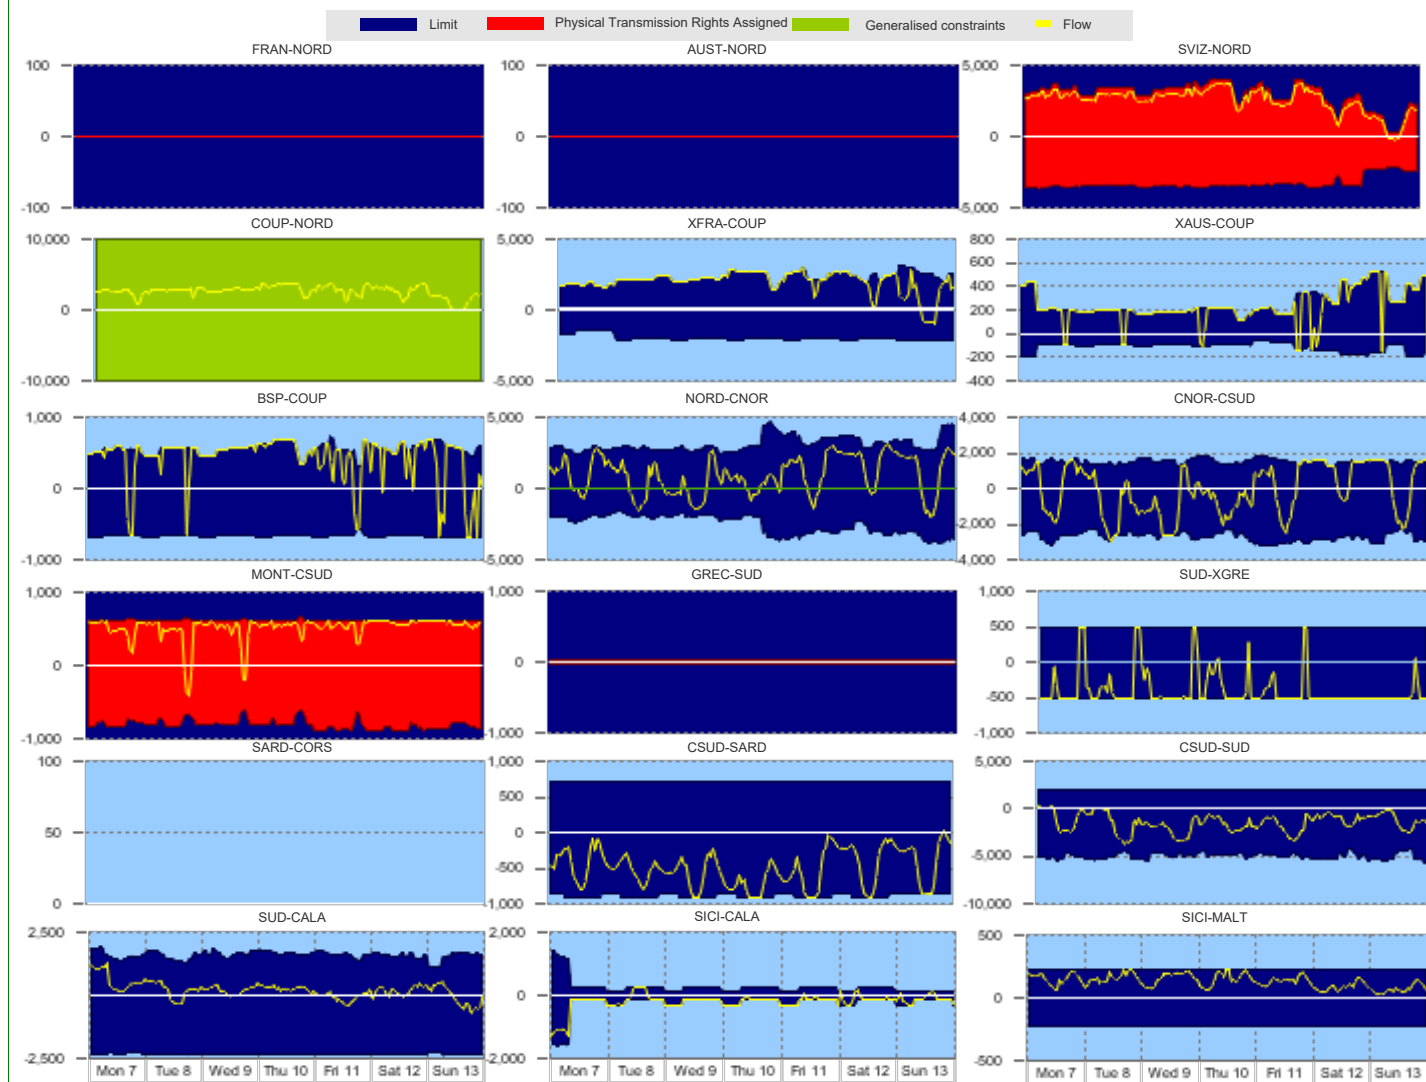 Limit Physical Transmission Rights Assigned Generalised constraints Flow
FRAN-NORD AUST-NORD SVIZ-NORD
100 100 5,000
0 0 0
-100 -100 -5,000
COUP-NORD XFRA-COUP XAUS-COUP
10,000 5,000 800
600
400
200
0 0 0
-200
-10,000 -5,000 -400
BSP-COUP NORD-CNOR CNOR-CSUD
1,000 5,000 4,000
2,000
0 0 0
-2,000
-1,000 -5,000 -4,000
MONT-CSUD GREC-SUD SUD-XGRE
1,000 1,000 1,000
500
0 0 0
-500
-1,000 -1,000 -1,000
SARD-CORS CSUD-SARD CSUD-SUD
100 1,000 5,000
500
50 0 0
-500 -5,000
0 -1,000 -10,000
SUD-CALA SICI-CALA SICI-MALT
2,500 2,000 500
0 0 0
-2,500 -2,000 -500
Mon 7 Tue 8 Wed 9 Thu 10 Fri 11 Sat 12 Sun 13 Mon 7 Tue 8 Wed 9 Thu 10 Fri 11 Sat 12 Sun 13 Mon 7 Tue 8 Wed 9 Thu 10 Fri 11 Sat 12 Sun 13